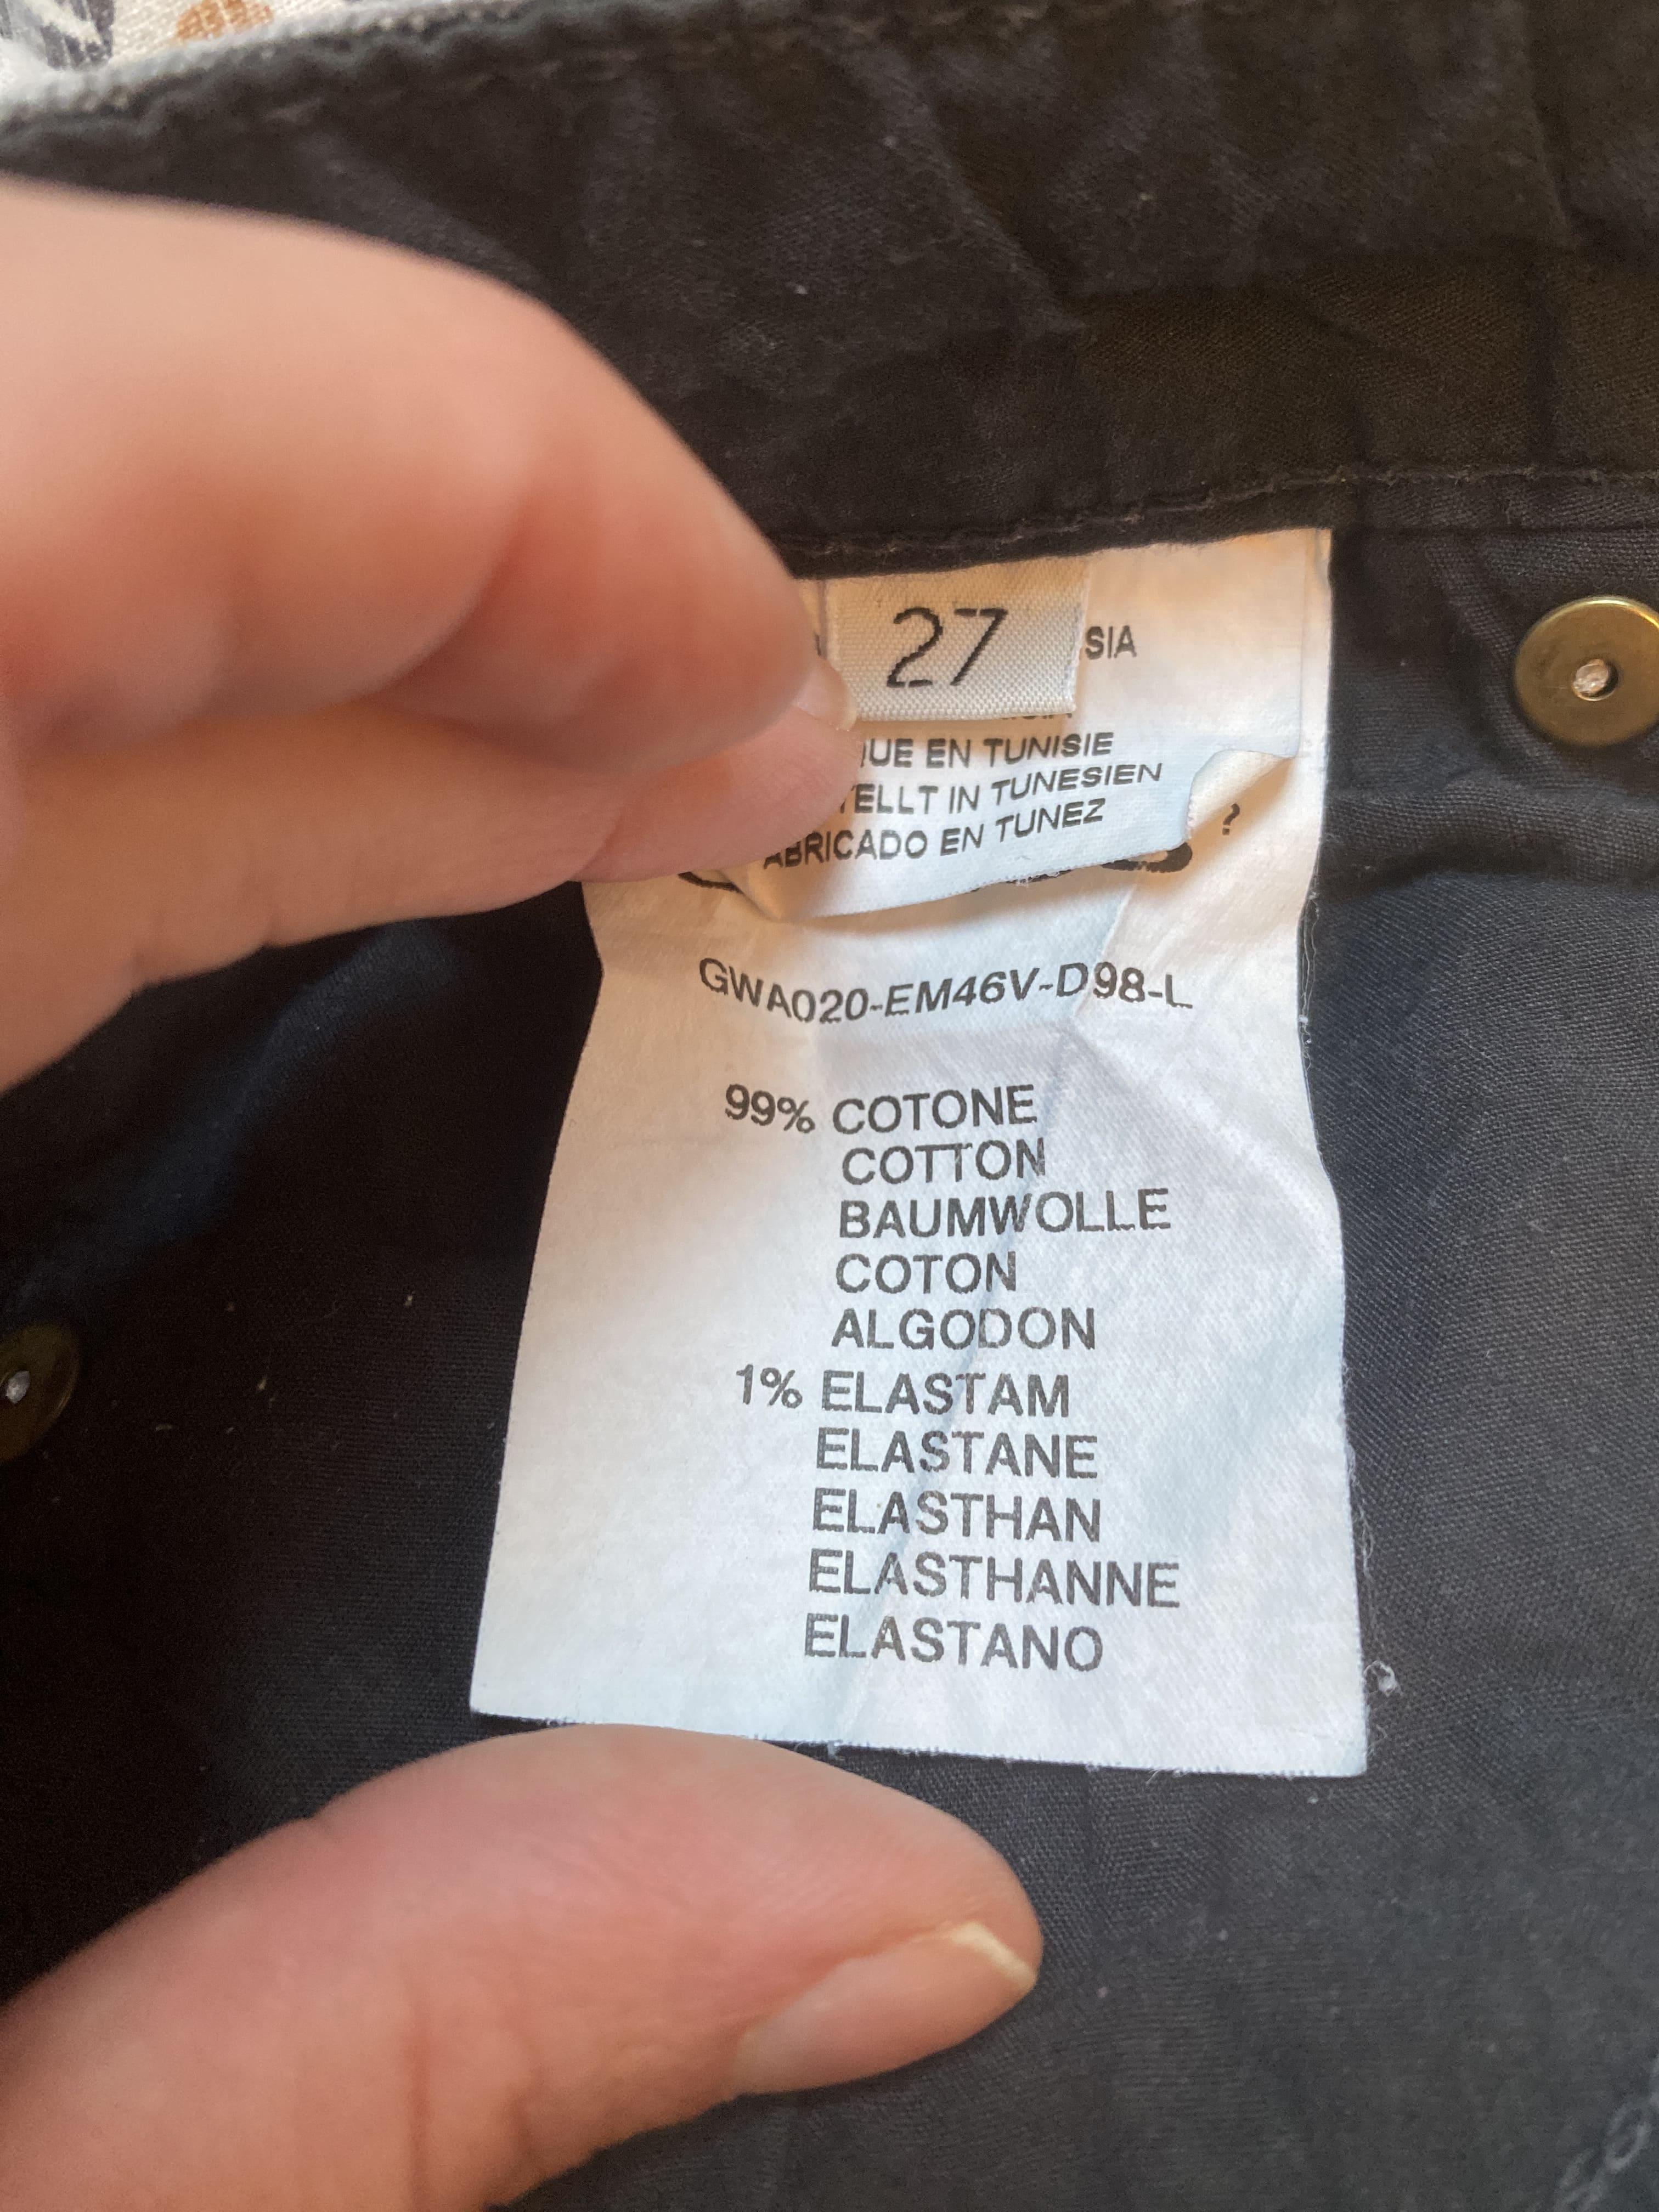 27
SIA
UE EN TUNISIE
ELLT IN TUNESIEN
ABRICADO EN TUNEZ
?
GWA020-EM46V-D98-L
99% COTONE
COTTON
BAUMWOLLE
COTON
ALGODON
1% ELASTAM
ELASTANE
ELASTHAN
ELASTHANNE
ELASTANO